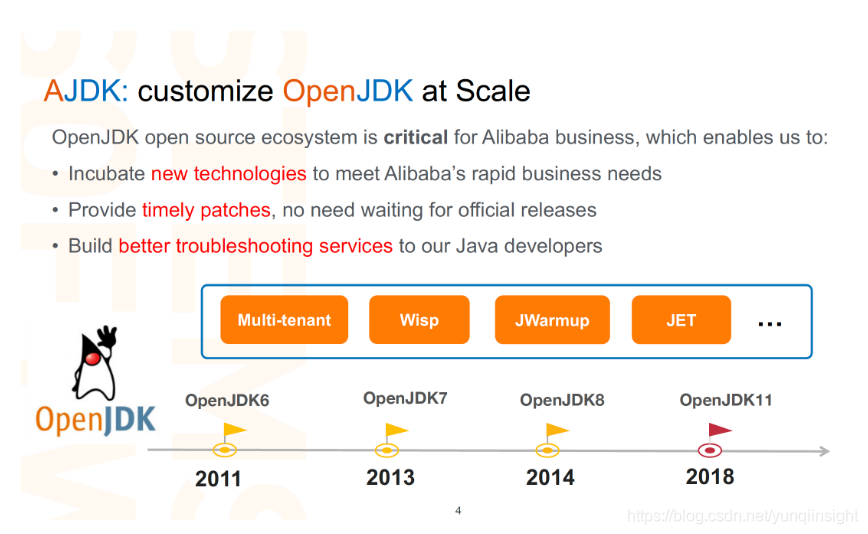 AJDK: customize OpenJDK at Scale
OpenJDK open source ecosystem is critical for Alibaba business, which enables us to:
• Incubate new technologies to meet Alibaba's rapid business needs
• Provide timely patches, no need waiting for official releases
• Build better troubleshooting services to our Java developers
Multi-tenant Wisp JWarmup JET ...
OpenJDK
OpenJDK6 OpenJDK7 OpenJDK8 OpenJDK11
2011 2013 2014 2018
4
https://blog.csdn.net/yunqiinsight